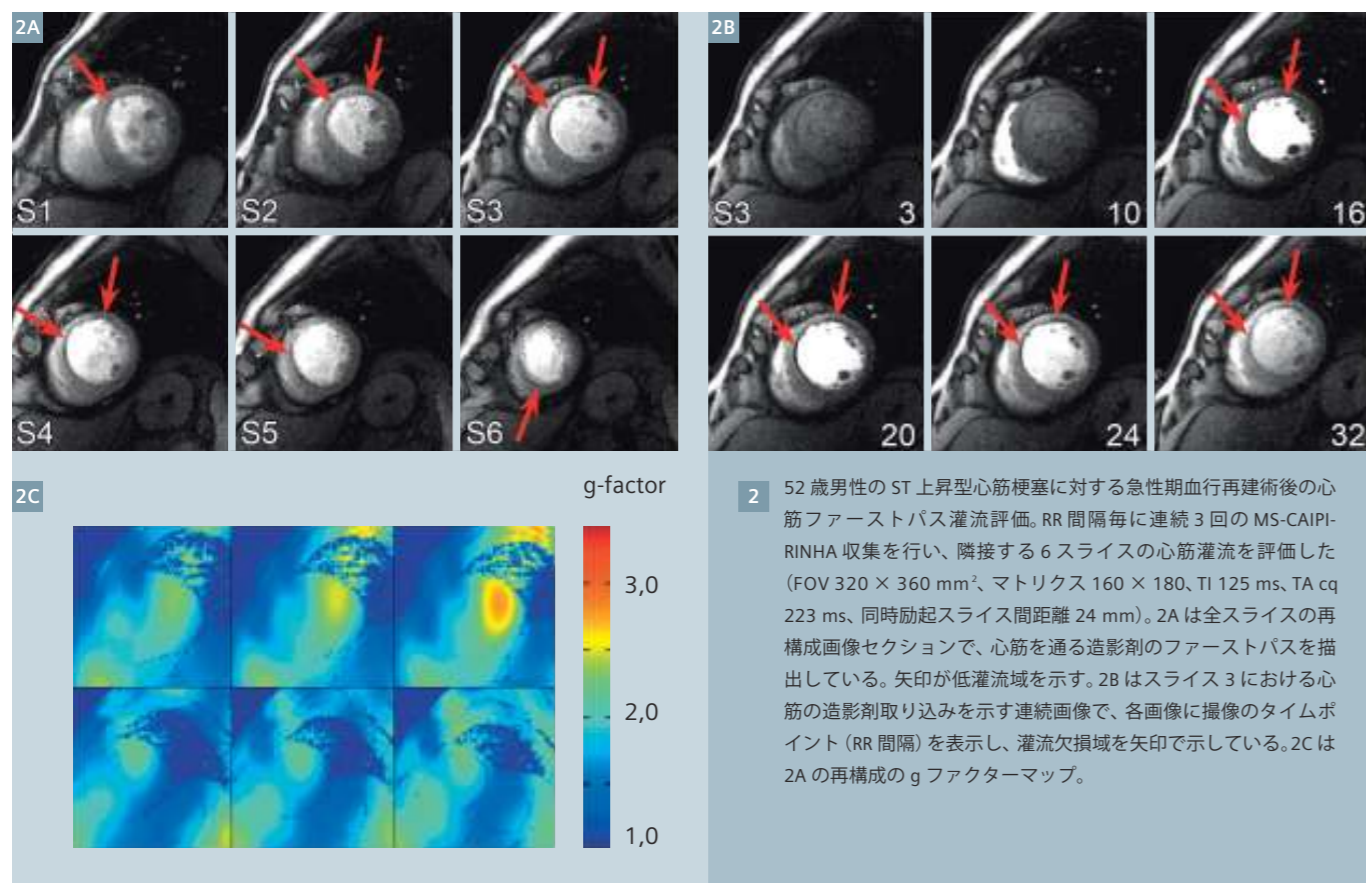 2A
S1
S2
S3
S4
S5
S6
2B
S3
3
10
16
20
24
32
2C
g-factor
3,0
2,0
1,0
2
52 歳男性の ST 上昇型心筋梗塞に対する急性期血行再建術後の心
筋ファーストパス灌流評価。RR 間隔毎に連続 3 回の MS-CAIPI-
RINHA 収集を行い、隣接する 6 スライスの心筋灌流を評価した
(FOV 320 × 360 mm²、マトリクス 160 × 180、TI 125 ms、TA cq
223 ms、同時励起スライス間距離 24 mm)。2A は全スライスの再
構成画像セクションで、心筋を通る造影剤のファーストパスを描
出している。矢印が低灌流域を示す。2B はスライス 3 における心
筋の造影剤取り込みを示す連続画像で、各画像に撮像のタイムポ
イント (RR 間隔) を表示し、灌流欠損域を矢印で示している。2C は
2A の再構成の g ファクターマップ。